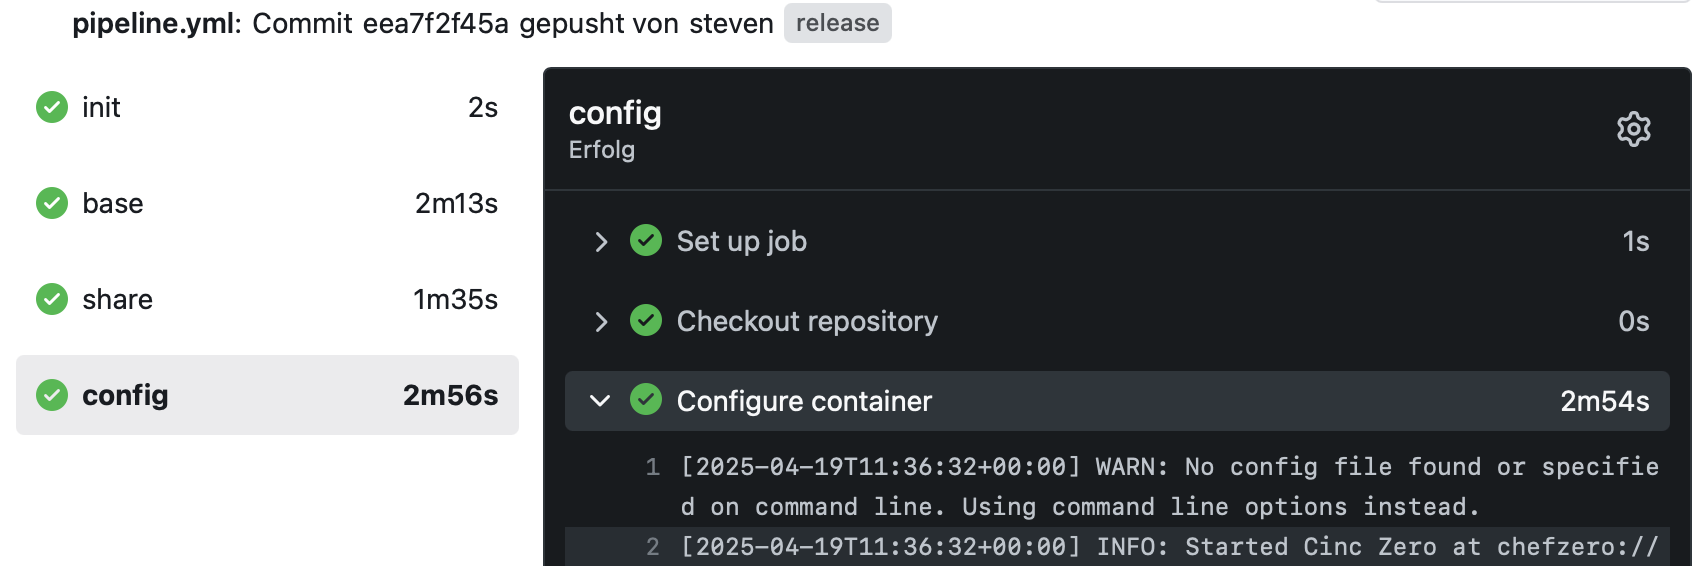 pipeline.yml: Commit eea7f2f45a gepusht von steven release
init 2s
base 2m13s
share 1m35s
config 2m56s
config
Erfolg
Set up job 1s
Checkout repository 0s
Configure container 2m54s
1 [2025-04-19T11:36:32+00:00] WARN: No config file found or specifie
d on command line. Using command line options instead.
2 [2025-04-19T11:36:32+00:00] INFO: Started Cinc Zero at chefzero://